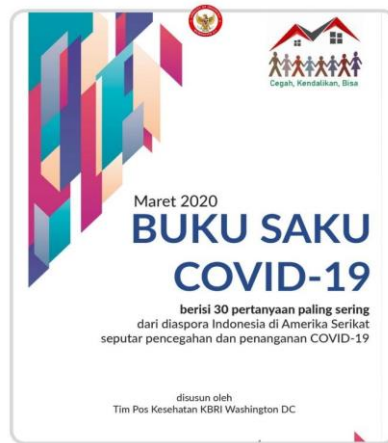 Cegah, Kendalikan, Bisa
Maret 2020
BUKU SAKU
COVID-19
berisi 30 pertanyaan paling sering
dari diaspora Indonesia di Amerika Serikat
seputar pencegahan dan penanganan COVID-19
disusun oleh
Tim Pos Kesehatan KBRI Washington DC